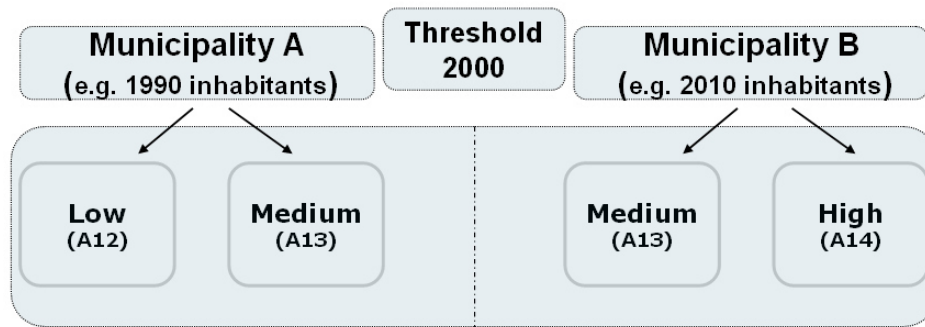 Municipality A
(e.g. 1990 inhabitants)
Threshold
2000
Municipality B
(e.g. 2010 inhabitants)
Low
(A12)
Medium
(A13)
Medium
(A13)
High
(A14)